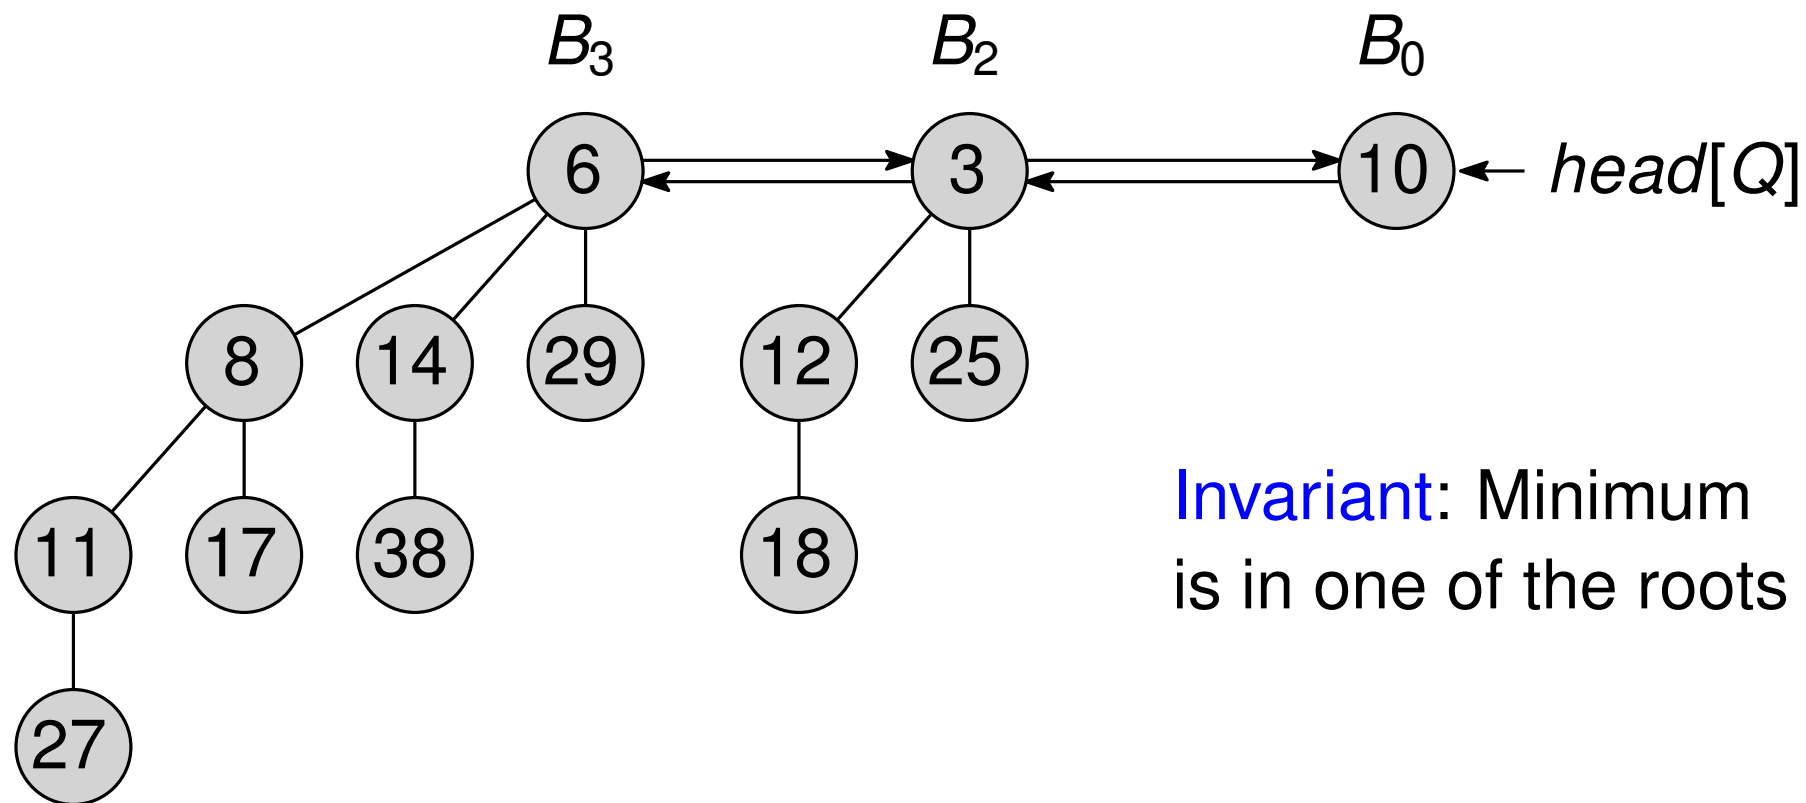 B₃ B₂ B₀
6 3 10 head[Q]
8 14 29 12 25
Invariant: Minimum
11 17 38 18
is in one of the roots
27